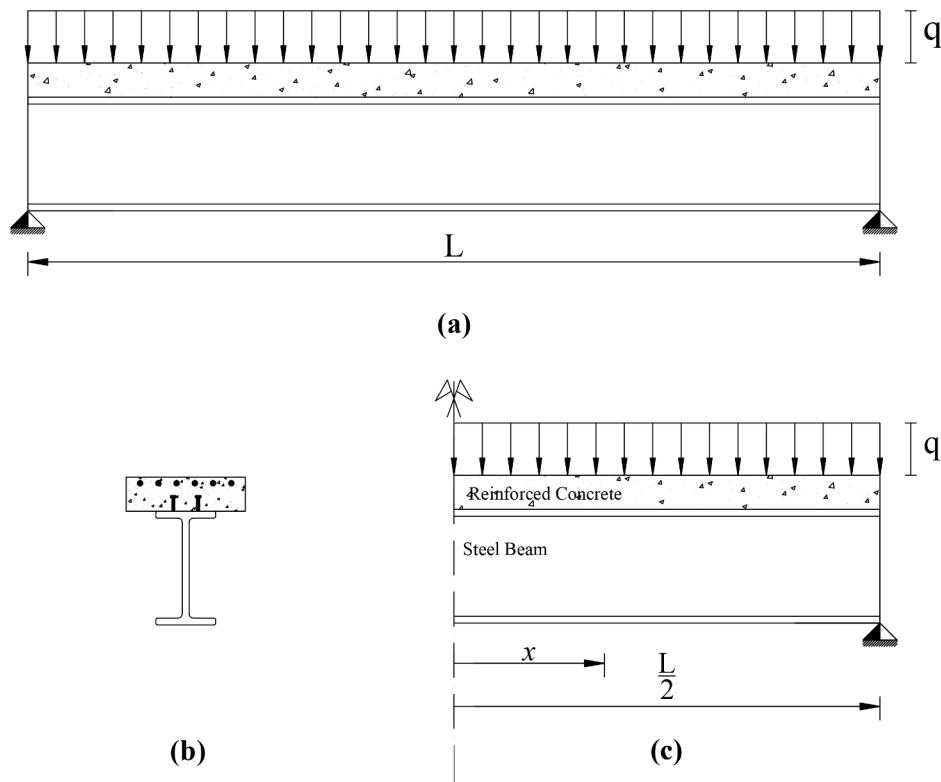 q
L
(a)
q
Reinforced Concrete
Steel Beam
x
L
2
(b)
(c)